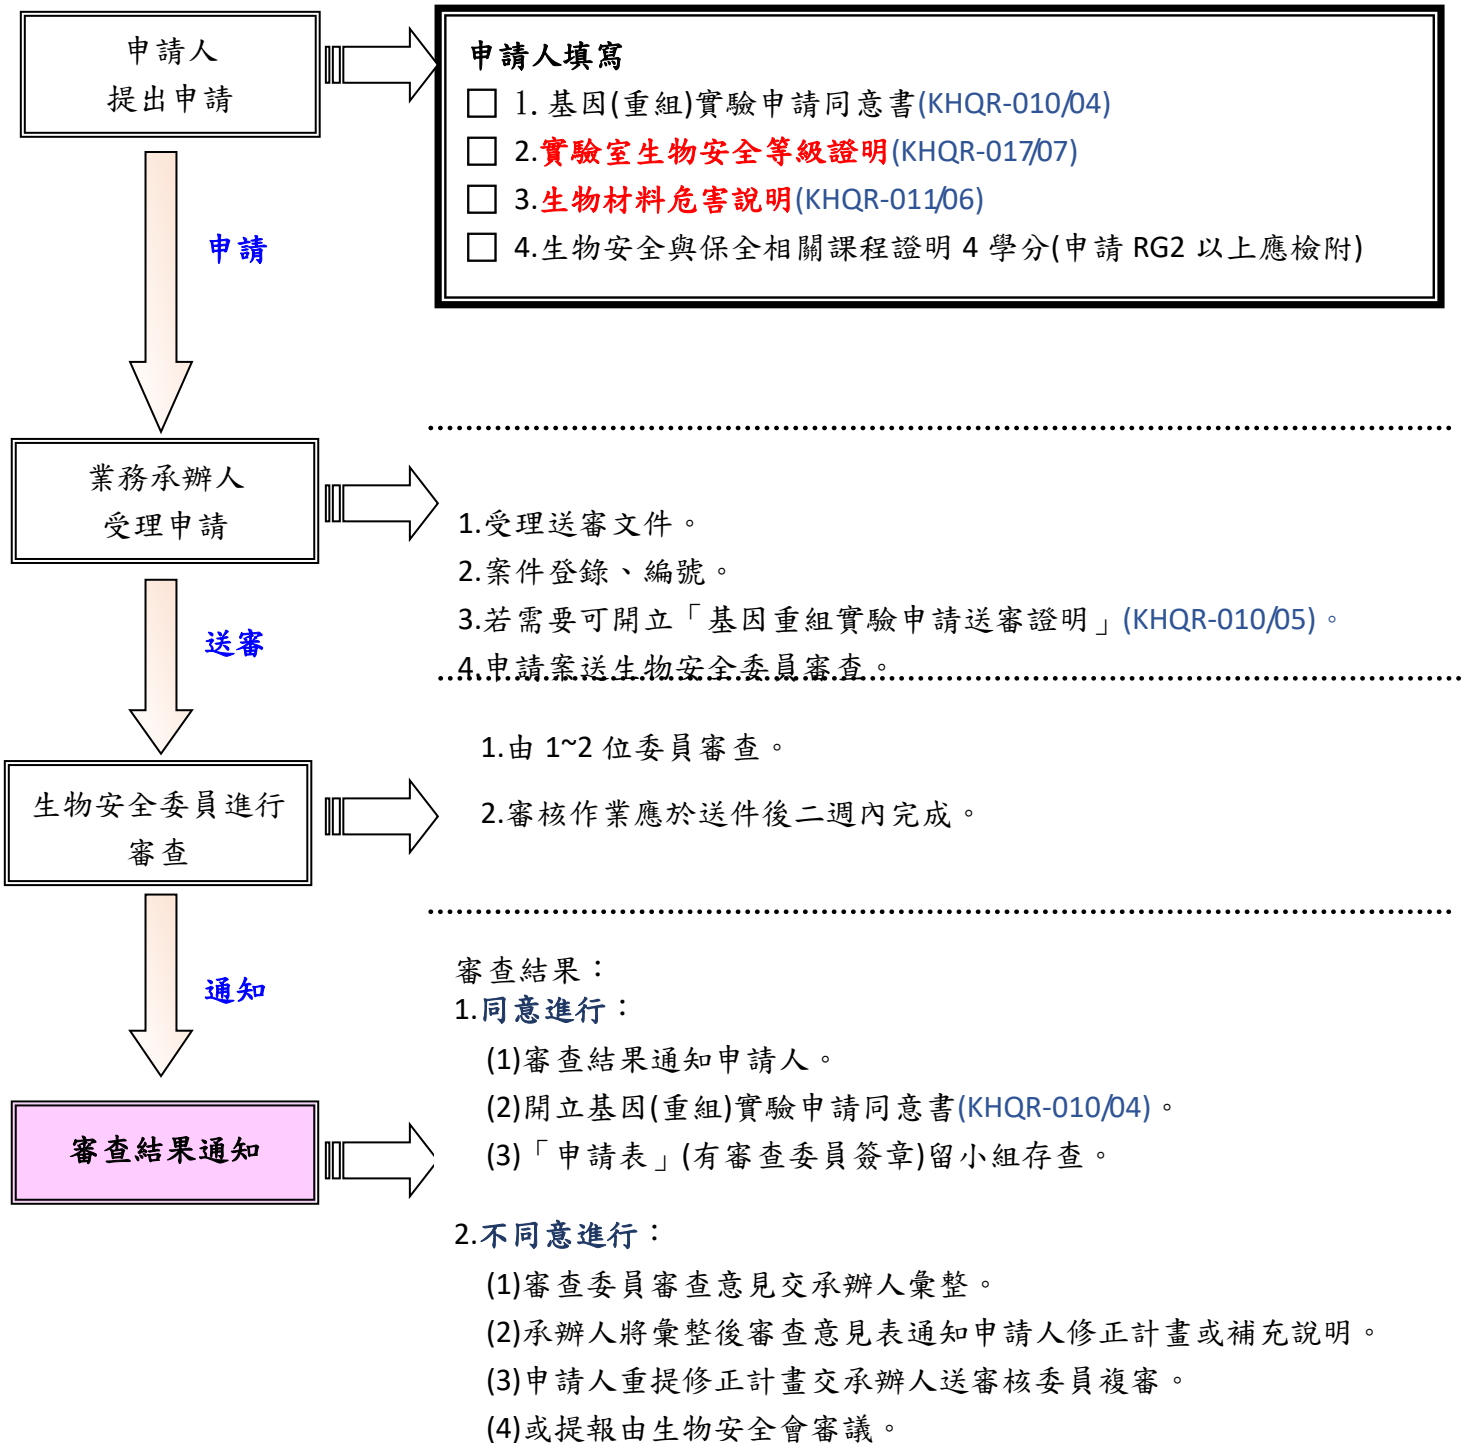 申請人
提出申請
申請人填寫
□ 1. 基因(重組)實驗申請同意書(KHQR-010/04)
□ 2.實驗室生物安全等級證明(KHQR-017/07)
□ 3.生物材料危害說明(KHQR-011/06)
□ 4.生物安全與保全相關課程證明 4 學分(申請 RG2 以上應檢附)
申請
業務承辦人
受理申請
1.受理送審文件。
2.案件登錄、編號。
3.若需要可開立「基因重組實驗申請送審證明」(KHQR-010/05)。
4.申請案送生物安全委員審查。
送審
生物安全委員進行
審查
1.由 1~2 位委員審查。
2.審核作業應於送件後二週內完成。
通知
審查結果通知
審查結果：
1.同意進行：
(1)審查結果通知申請人。
(2)開立基因(重組)實驗申請同意書(KHQR-010/04)。
(3)「申請表」(有審查委員簽章)留小組存查。
2.不同意進行：
(1)審查委員審查意見交承辦人彙整。
(2)承辦人將彙整後審查意見表通知申請人修正計畫或補充說明。
(3)申請人重提修正計畫交承辦人送審核委員複審。
(4)或提報由生物安全會審議。